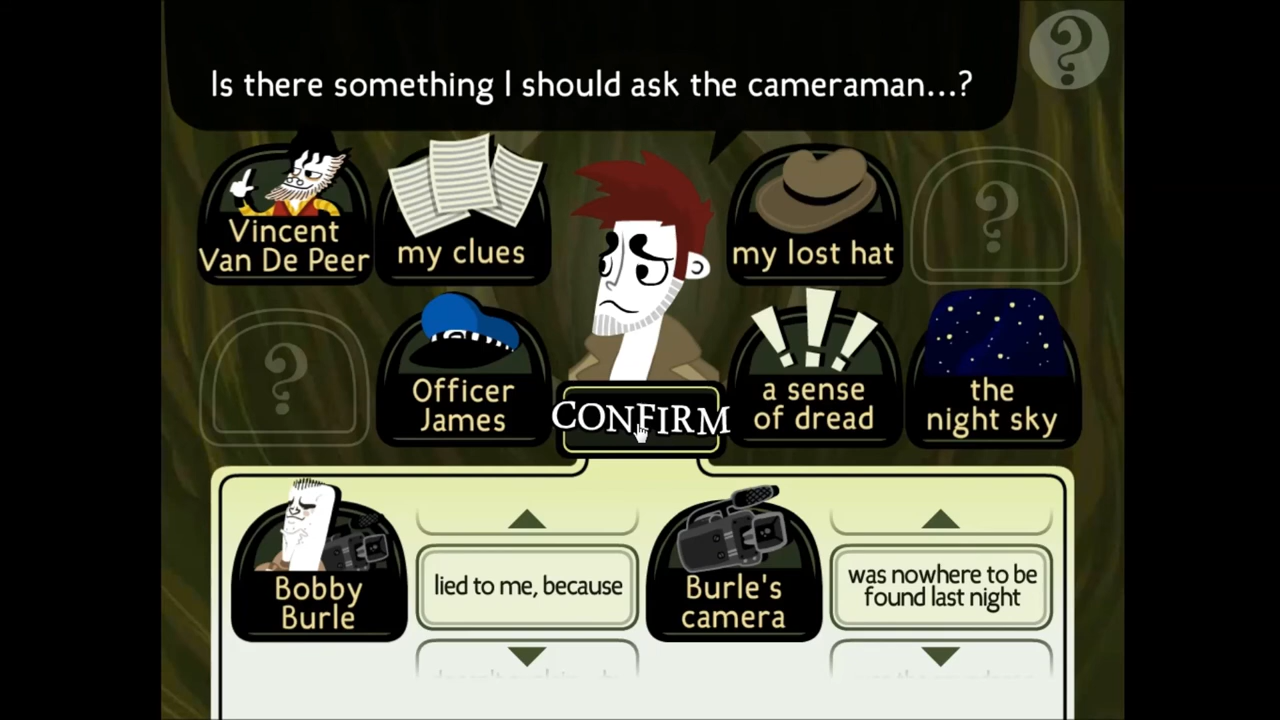 Is there something I should ask the cameraman...?
?
Vincent
Van De Peer
my clues
my lost hat
?
?
Officer
James
CONFIRM
a sense
of dread
the
night sky
Bobby
Burle
lied to me, because
Burle's
camera
was nowhere to be
found last night